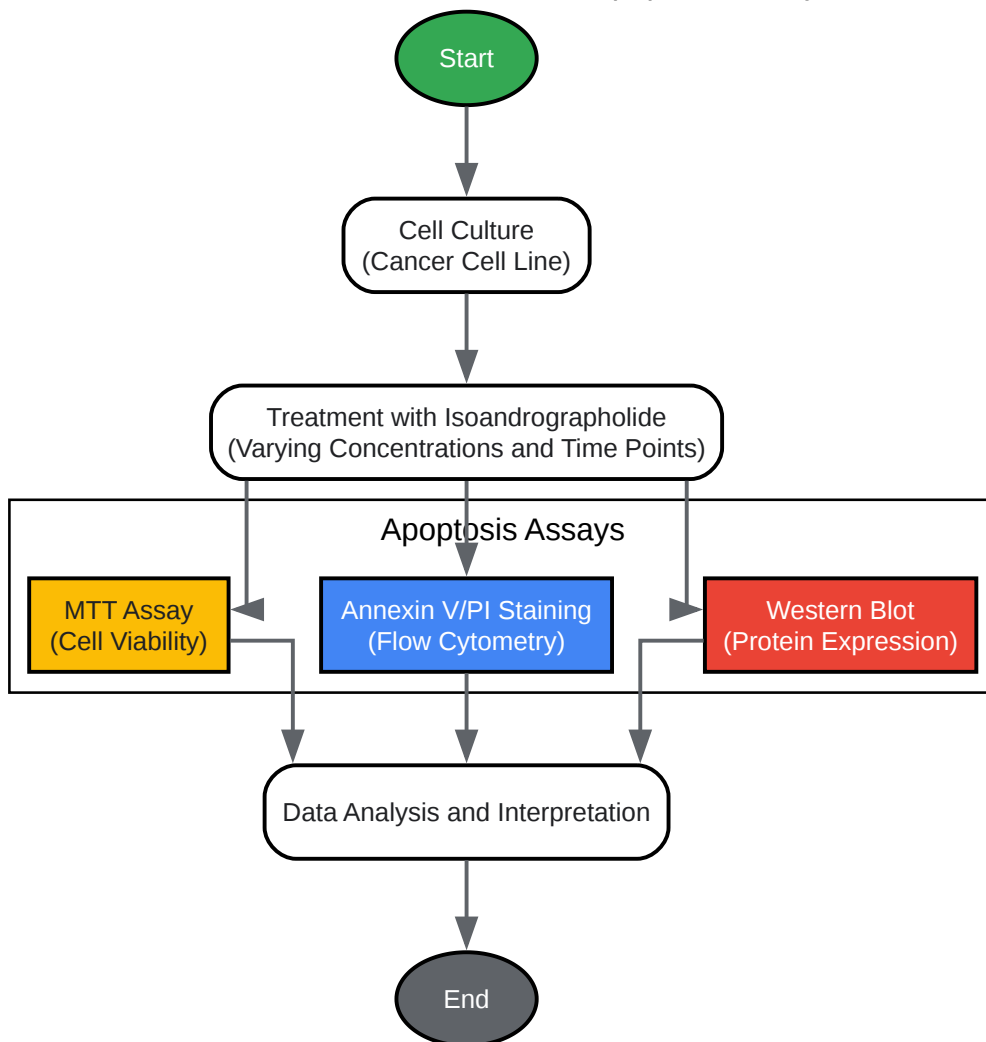 Start
Cell Culture
(Cancer Cell Line)
Treatment with Isoandrographolide
(Varying Concentrations and Time Points)
Apoptosis Assays
MTT Assay
(Cell Viability)
Annexin V/PI Staining
(Flow Cytometry)
Western Blot
(Protein Expression)
Data Analysis and Interpretation
End